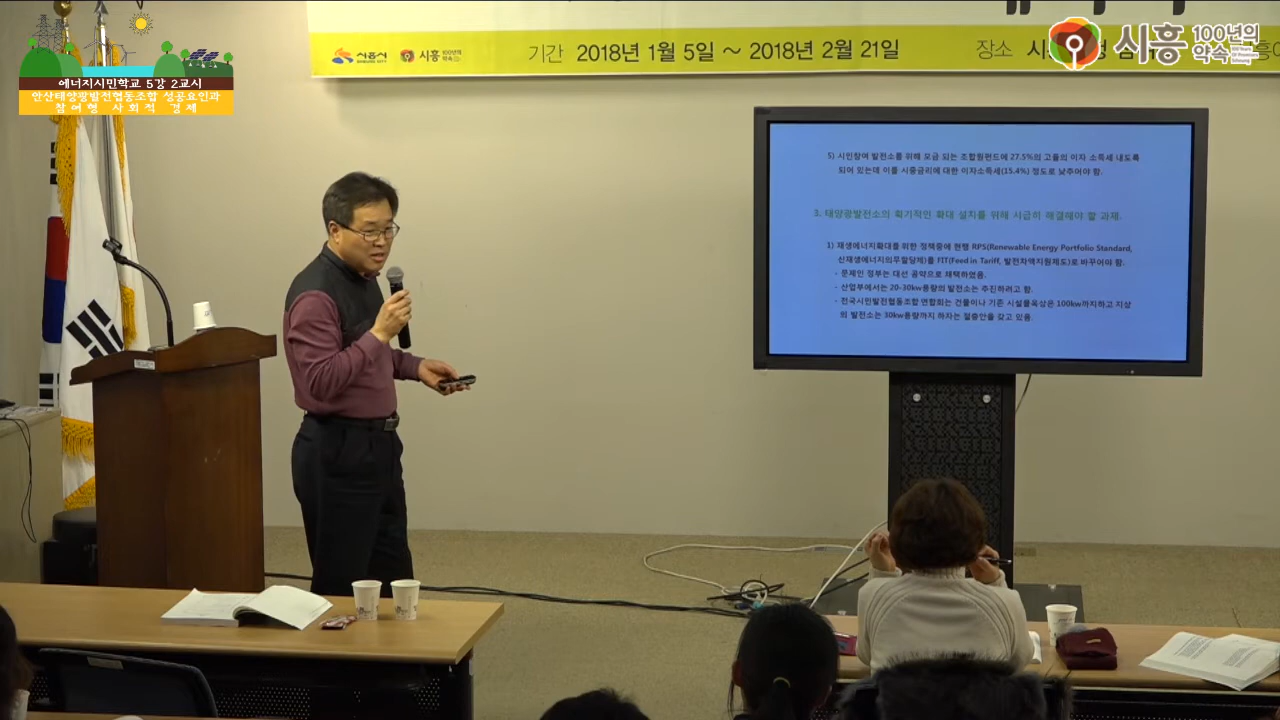 에너지시민학교 5강 2교시
안산태양광발전협동조합 성공요인과
참여형 사회적 경제
시흥시
시흥 100년의 약속
기간 2018년 1월 5일 ~ 2018년 2월 21일
장소
시흥 100년의 약속
5) 시민참여 발전소를 위해 모금 되는 조합원펀드에 27.5%의 고율의 이자 소득세 내도록
되어 있는데 이를 시중금리에 대한 이자소득세(15.4%) 정도로 낮추어야 함.
3. 태양광발전소의 획기적인 확대 설치를 위해 시급히 해결해야 할 과제.
1) 재생에너지확대를 위한 정책중에 현행 RPS(Renewable Energy Portfolio Standard,
신재생에너지의무할당제)를 FIT(Feed in Tariff, 발전차액지원제도)로 바꾸어야 함.
- 문재인 정부는 대선 공약으로 채택하였음.
- 산업부에서는 20-30kw용량의 발전소는 추진하려고 함.
- 전국시민발전협동조합 연합회는 건물이나 기존 시설물옥상은 100kw까지하고 지상
의 발전소는 30kw용량까지 하자는 절충안을 갖고 있음.